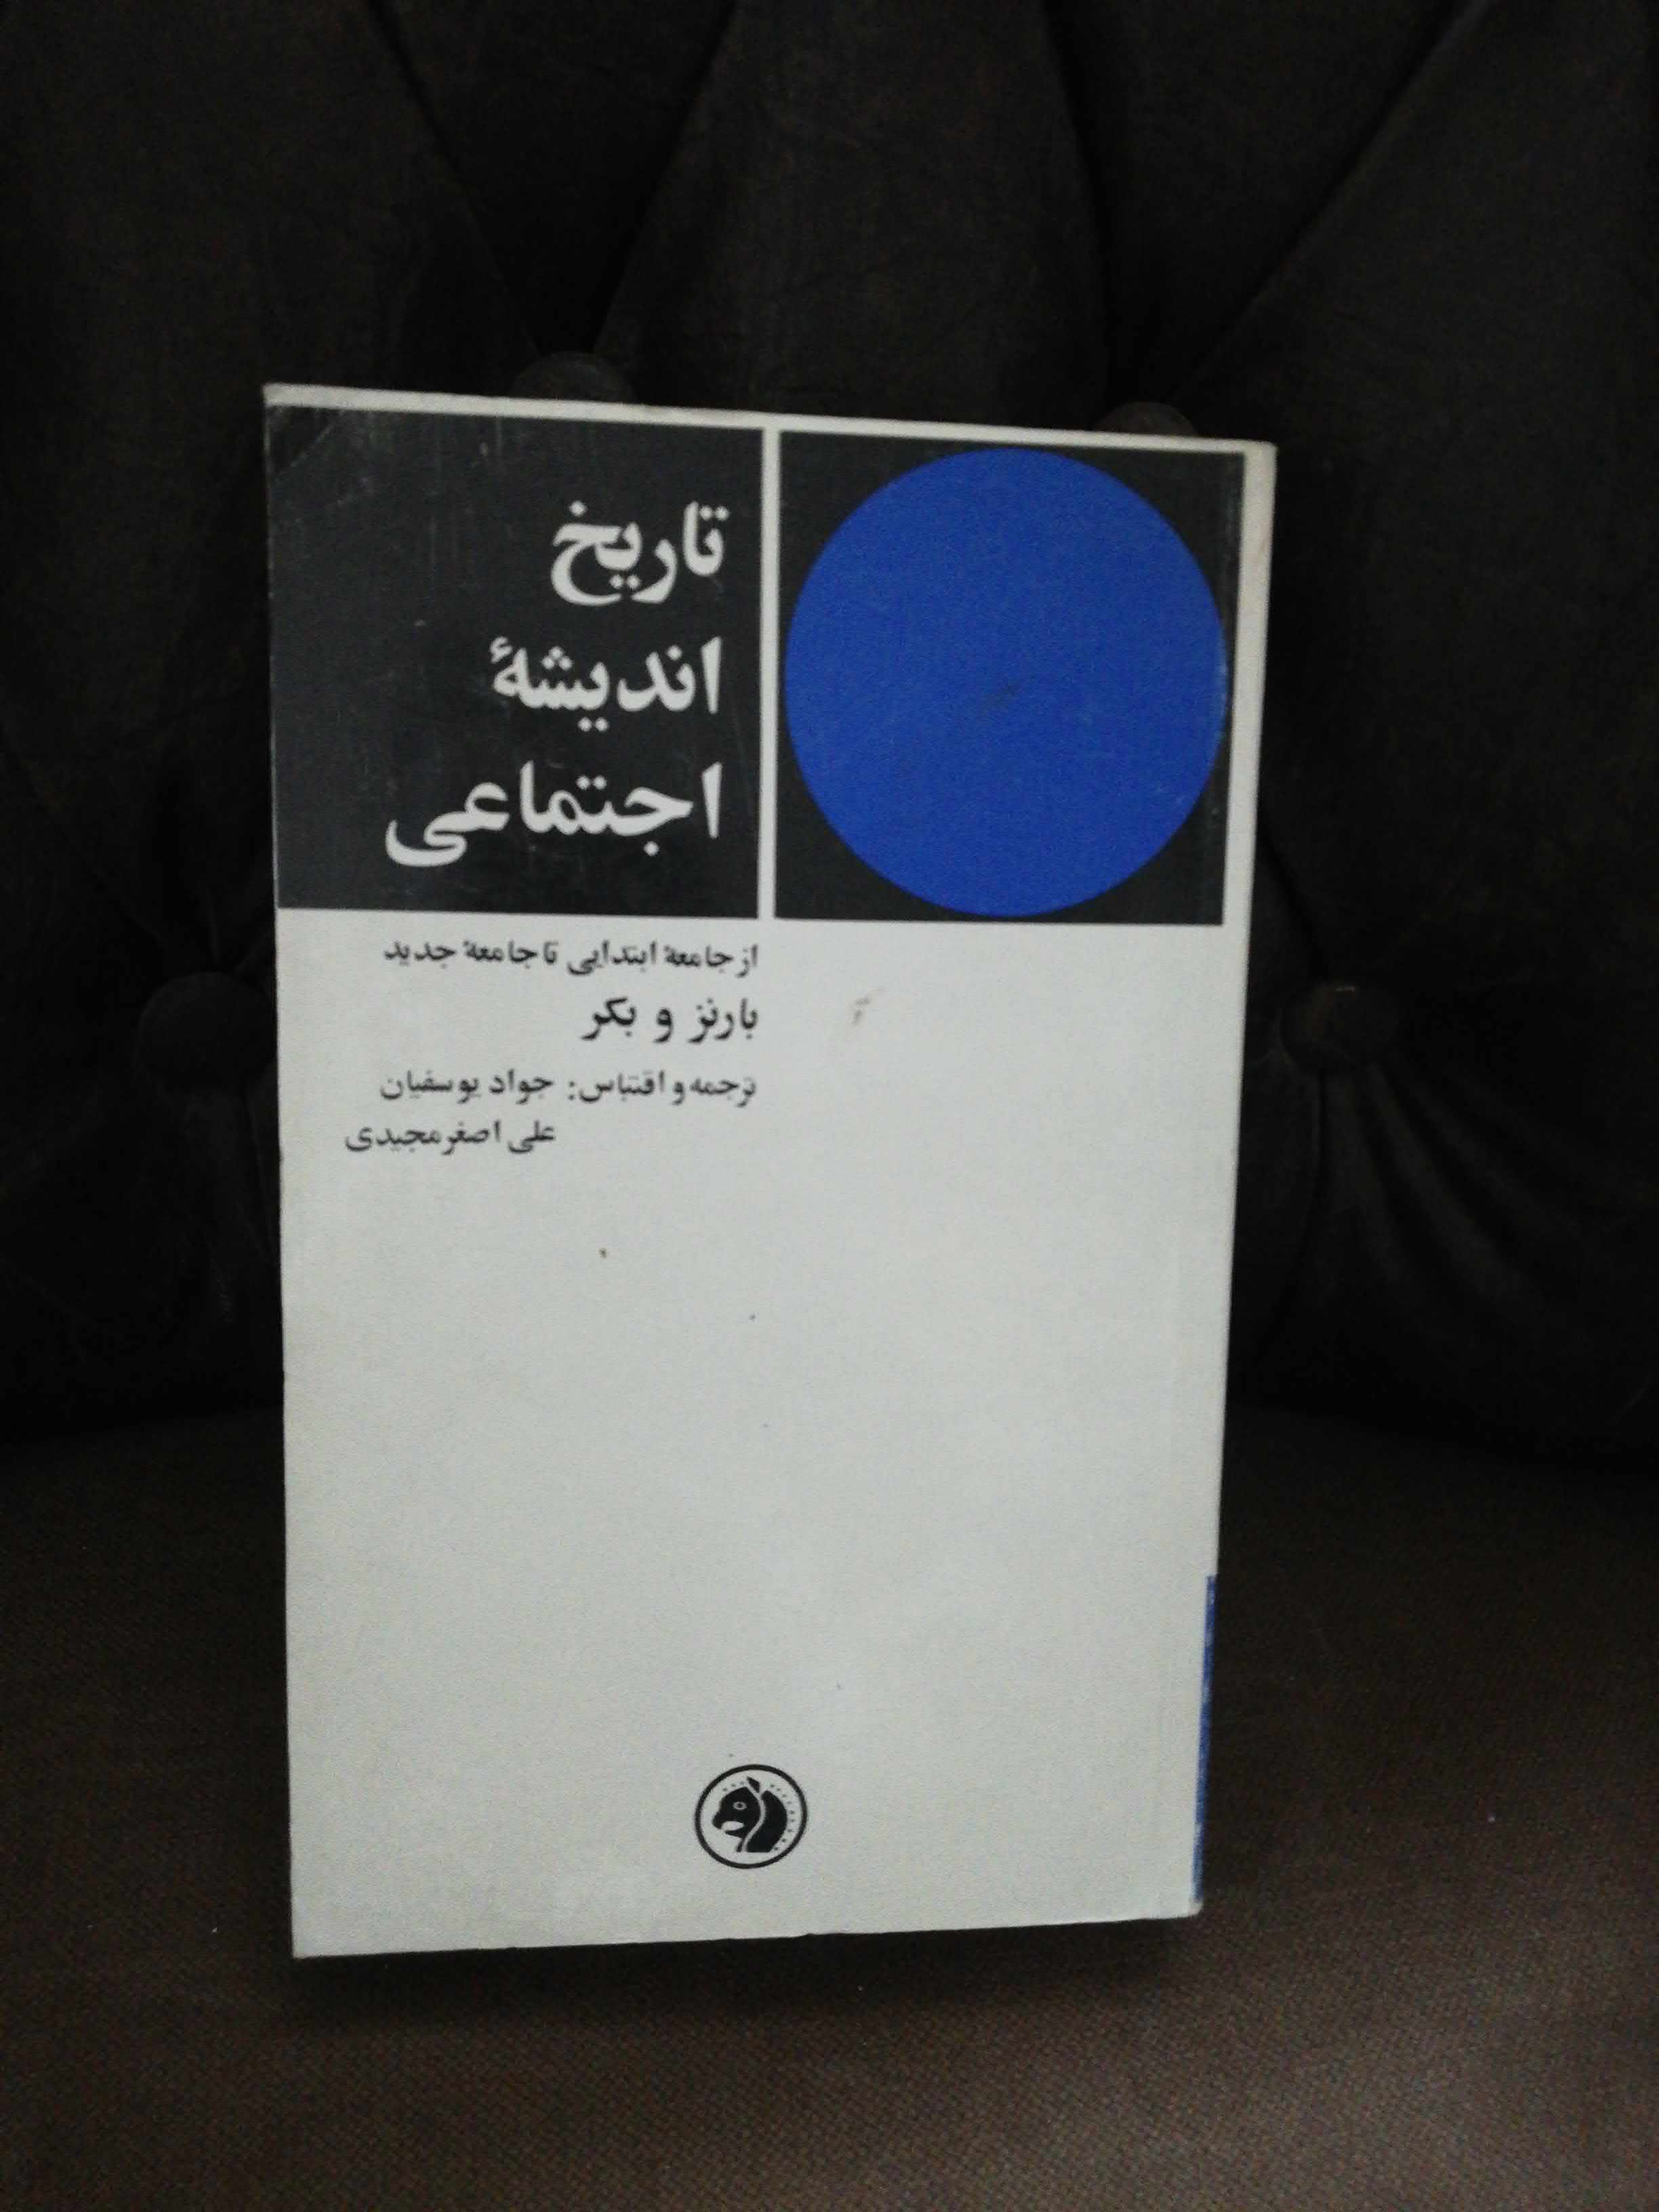 تاریخ
اندیشهٔ
اجتماعی
از جامعهٔ ابتدایی تا جامعهٔ جدید
بارنز و بکر
ترجمه و اقتباس: جواد یوسفیان
علی اصغر مجیدی